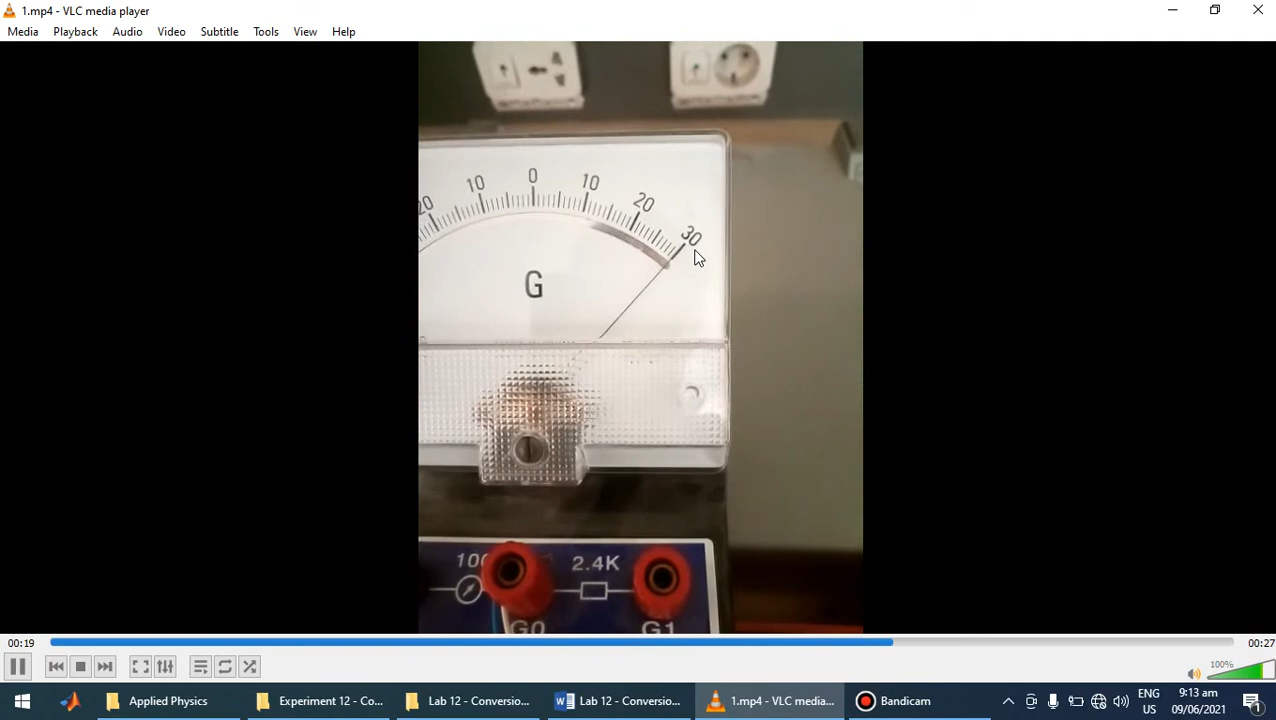 1.mp4 - VLC media player
Media Playback Audio Video Subtitle Tools View Help
20 10 0 10 20 30
G
2.4K
G0 G1
00:19 00:27
100%
Applied Physics
Experiment 12 - Co...
Lab 12 - Conversio...
Lab 12 - Conversio...
1.mp4 - VLC media...
Bandicam
ENG
US
9:13 am
09/06/2021
1